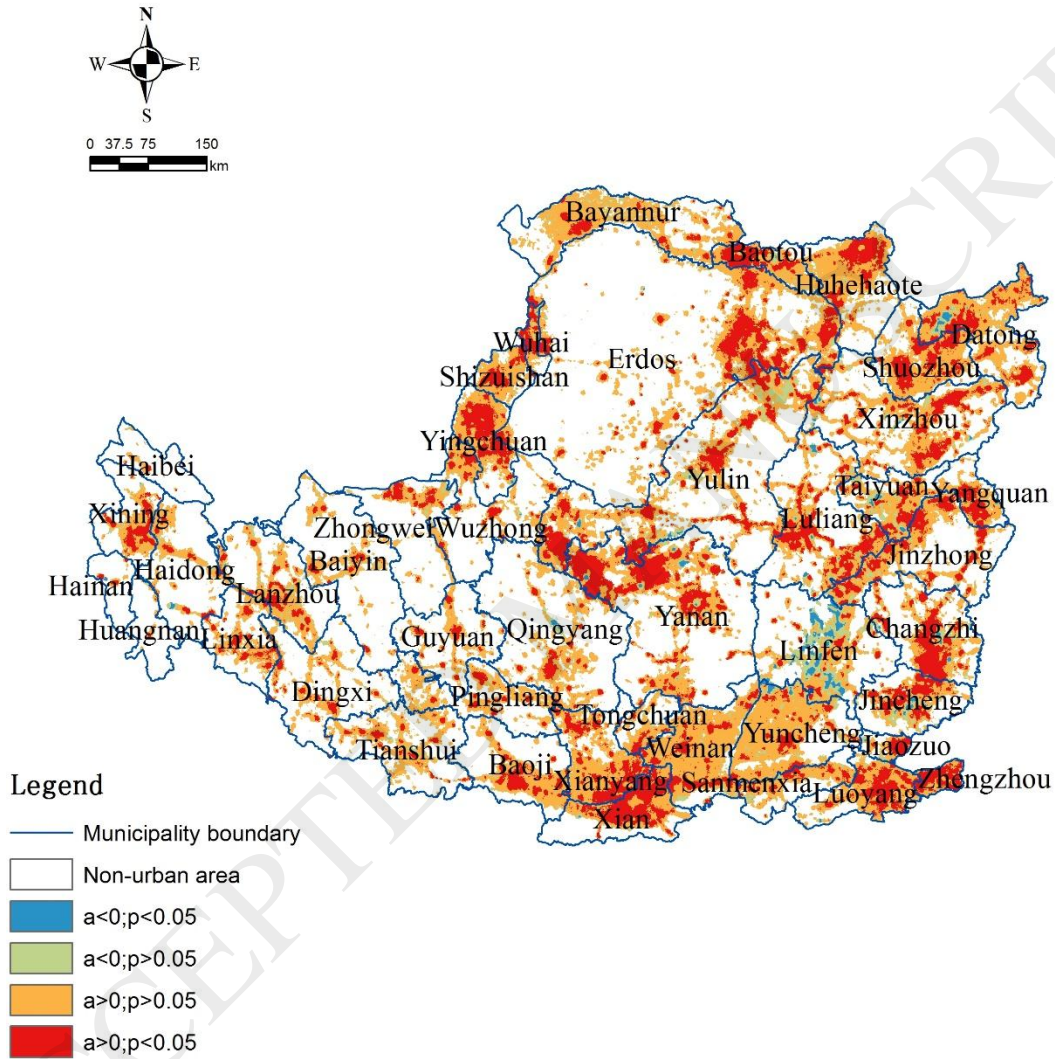 N
W E
S
0 37.5 75 150
km
Bayannur
Baotou
Huhehaote
Wuhai
Datong
Erdos
Shuozhou
Shizuishan
Xinzhou
Yingchuan
Haibei
Yulin
Taiyuan Yangquan
Xining
Zhongwei Wuzhong
Luliang
Baiyin
Jinzhong
Haidong
Hainan
Lanzhou
Yanan
Changzhi
Huangnan
Linxia
Guyuan
Qingyang
Linfen
Dingxi
Pingliang
Jincheng
Tongchuan
Tianshui
Weinan
Yuncheng
Jiaozuo
Baoji
Xianyang
Sanmenxia
Zhengzhou
Luoyang
Xian
Legend
Municipality boundary
Non-urban area
a<0;p<0.05
a<0;p>0.05
a>0;p>0.05
a>0;p<0.05